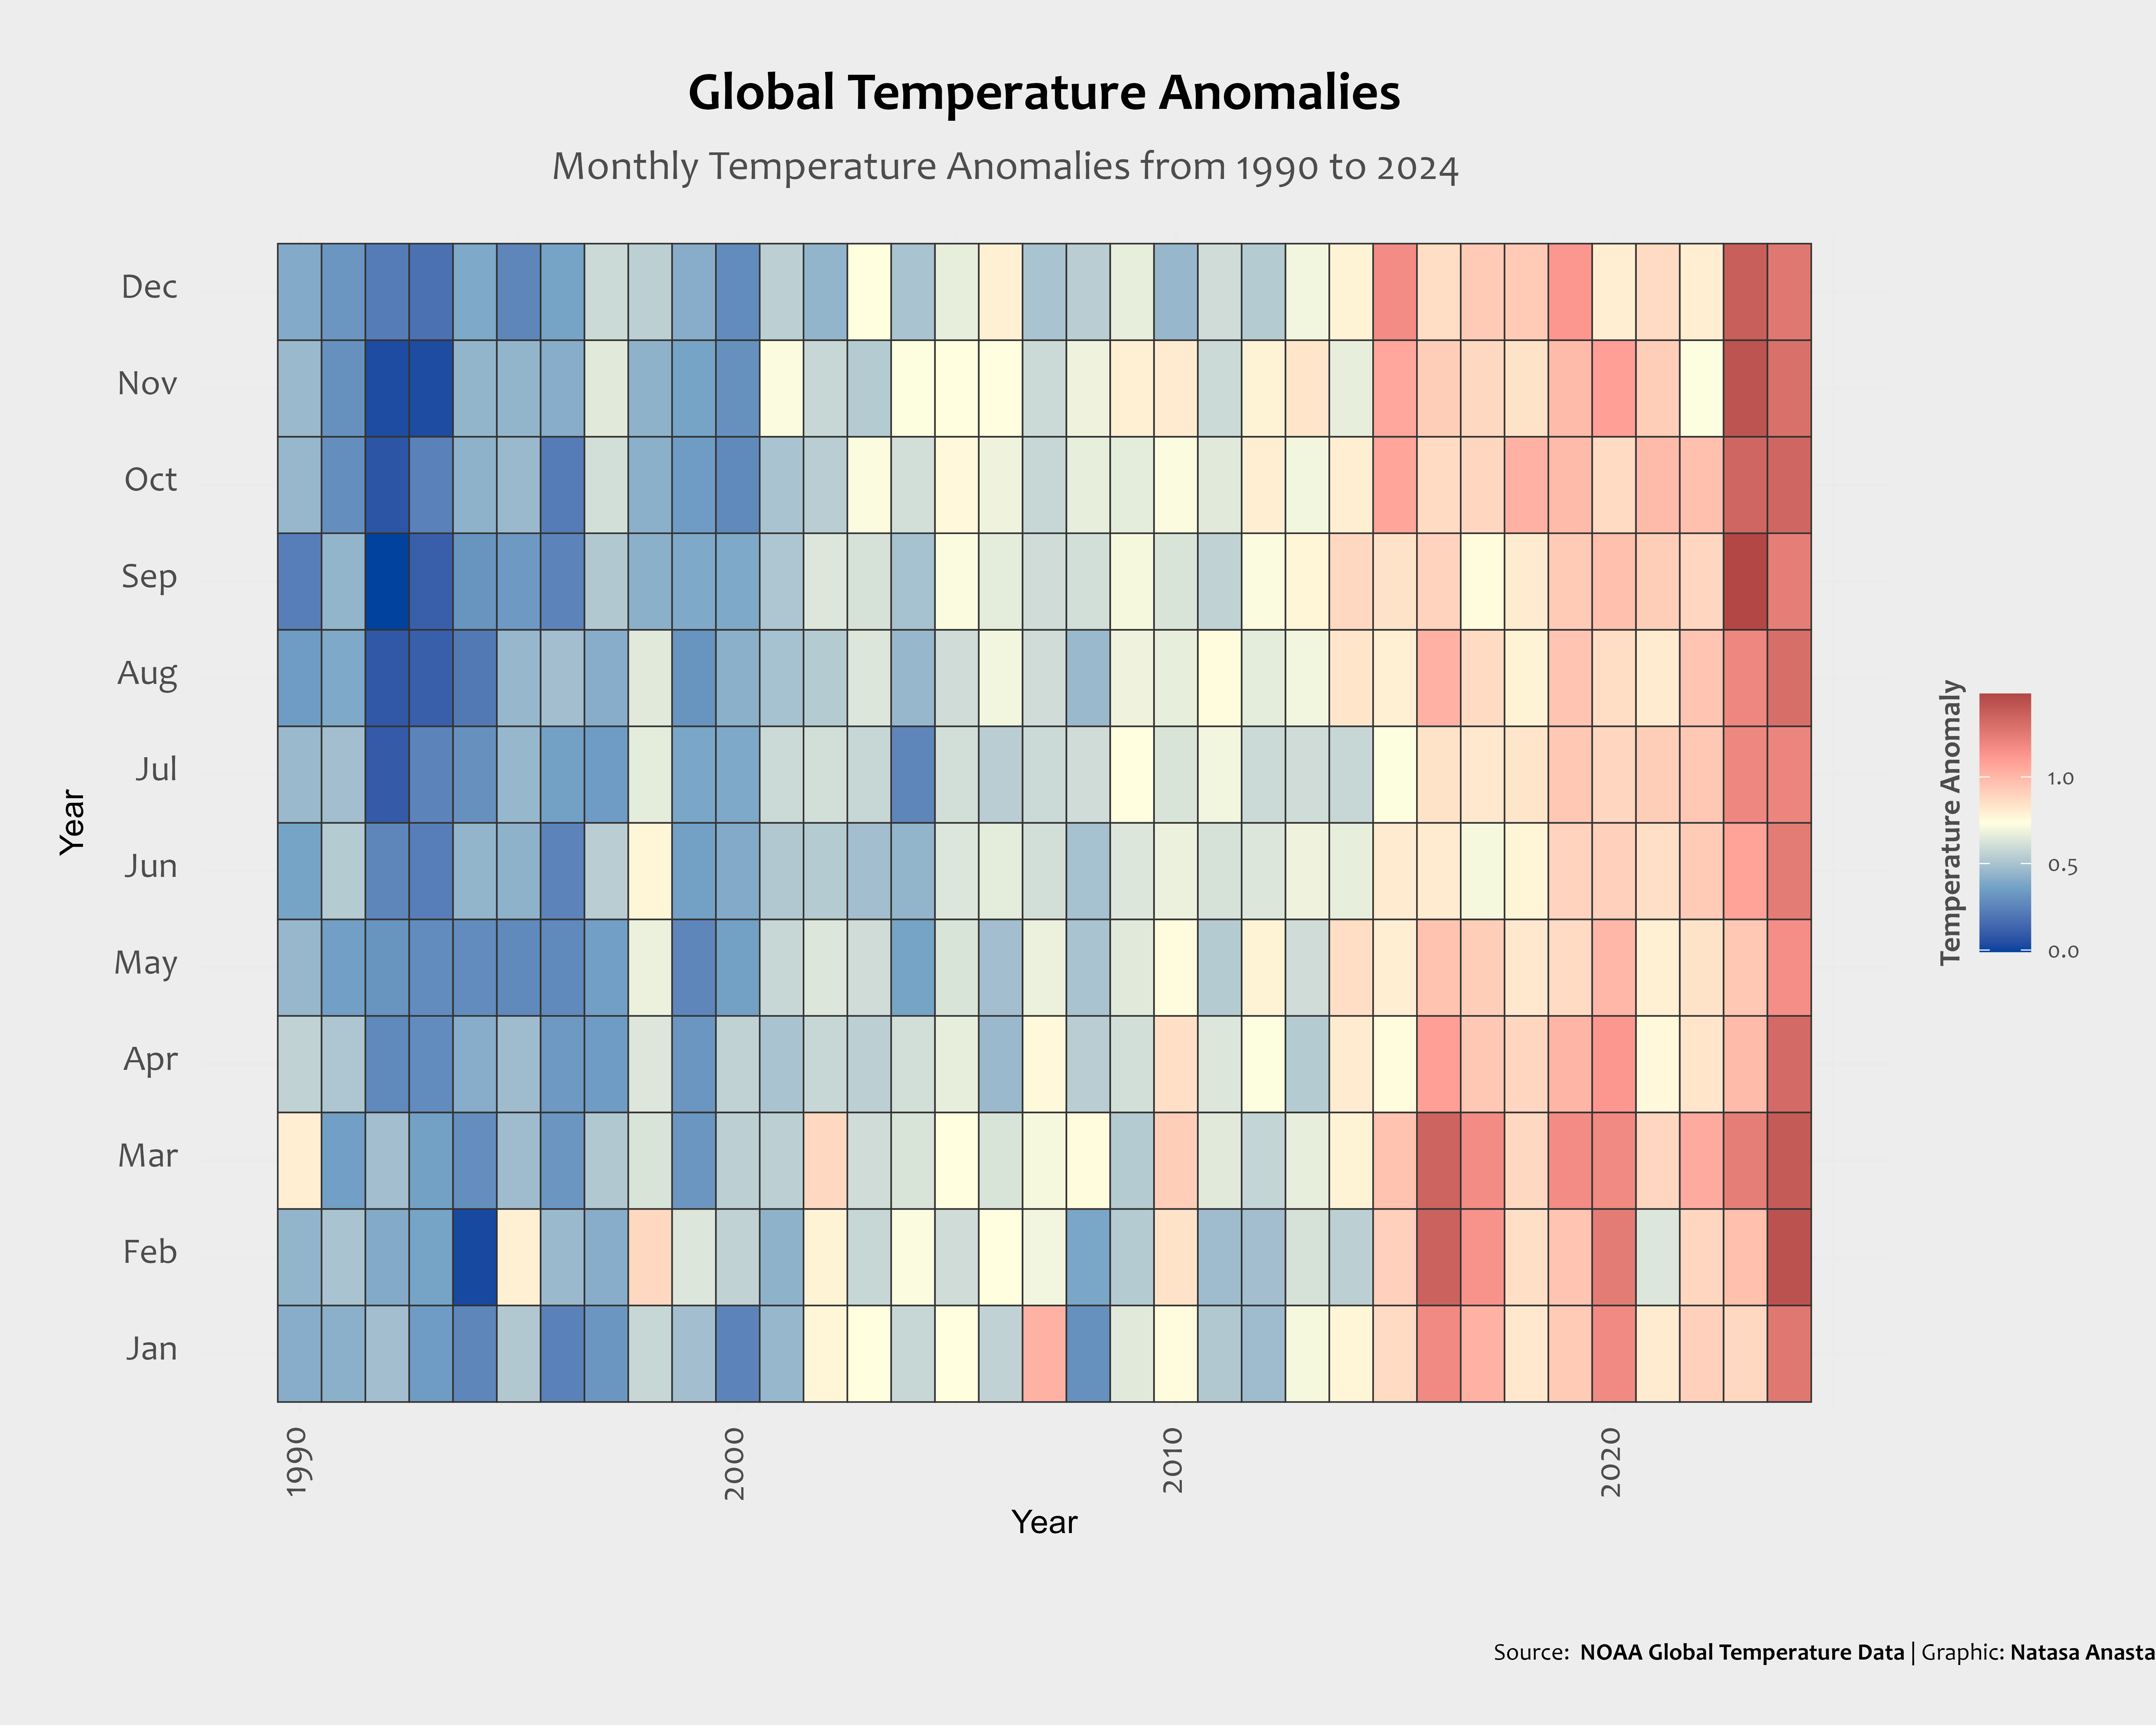 Global Temperature Anomalies
Monthly Temperature Anomalies from 1990 to 2024
Dec
Nov
Oct
Sep
Aug
Jul
Jun
May
Apr
Mar
Feb
Jan
Year
1990
2000
2010
2020
Year
Temperature Anomaly
1.0
0.5
0.0
Source: NOAA Global Temperature Data | Graphic: Natasa Anasta